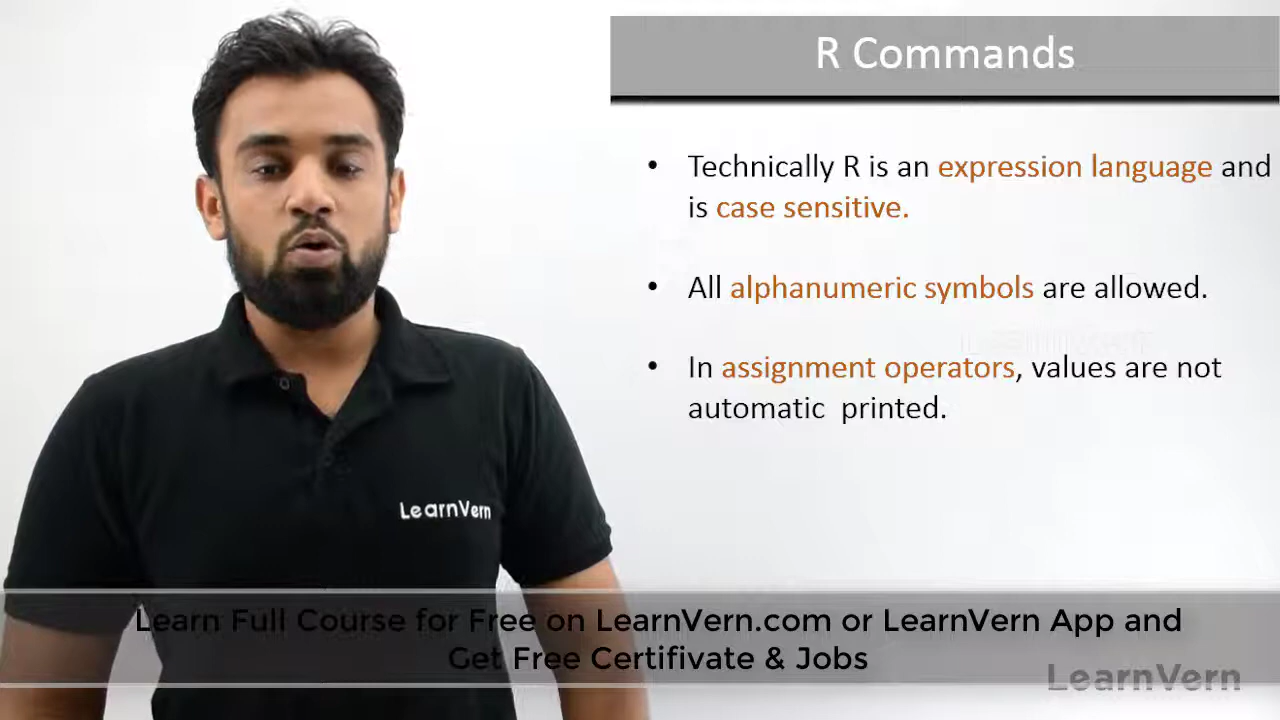 R Commands
• Technically R is an expression language and
is case sensitive.
• All alphanumeric symbols are allowed.
• In assignment operators, values are not
automatic printed.
LearnVern
LearnVern
Learn Full Course for Free on LearnVern.com or LearnVern App and
Get Free Certifivate & Jobs
LearnVern